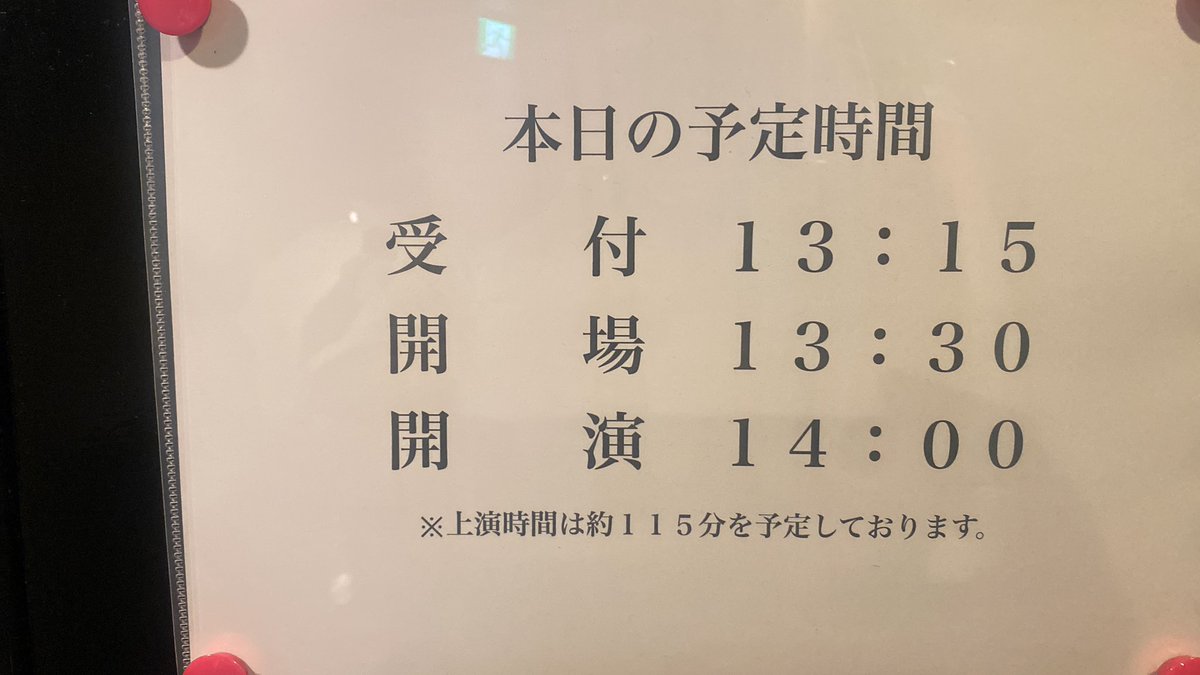 本日の予定時間
受　　付　１３：１５
開　　場　１３：３０
開　　演　１４：００
※上演時間は約１１５分を予定しております。